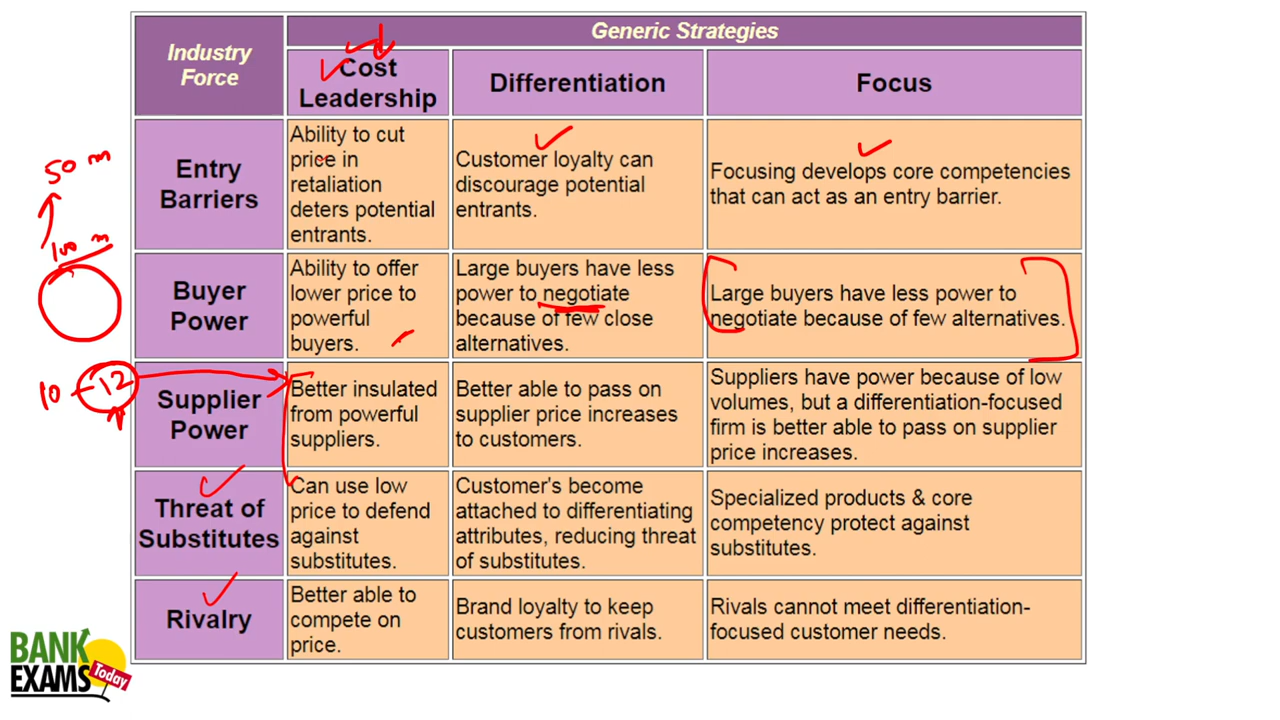 Generic Strategies
Industry
Force
Cost
Leadership
Differentiation
Focus
Entry
Barriers
Ability to cut
price in
retaliation
deters potential
entrants.
Customer loyalty can
discourage potential
entrants.
Focusing develops core competencies
that can act as an entry barrier.
50 m
100 m
Buyer
Power
Ability to offer
lower price to
powerful
buyers.
Large buyers have less
power to negotiate
because of few close
alternatives.
Large buyers have less power to
negotiate because of few alternatives.
10 - 12
Supplier
Power
Better insulated
from powerful
suppliers.
Better able to pass on
supplier price increases
to customers.
Suppliers have power because of low
volumes, but a differentiation-focused
firm is better able to pass on supplier
price increases.
Threat of
Substitutes
Can use low
price to defend
against
substitutes.
Customer's become
attached to differentiating
attributes, reducing threat
of substitutes.
Specialized products & core
competency protect against
substitutes.
Rivalry
Better able to
compete on
price.
Brand loyalty to keep
customers from rivals.
Rivals cannot meet differentiation-
focused customer needs.
BANK
EXAMS
Today